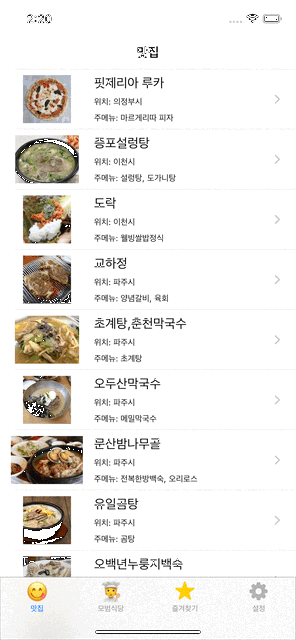 2:20
맛집
핏제리아 루카
위치: 의정부시
주메뉴: 마르게리따 피자
풍포설렁탕
위치: 이천시
주메뉴: 설렁탕, 도가니탕
도락
위치: 이천시
주메뉴: 웰빙쌀밥정식
교하정
위치: 파주시
주메뉴: 양념갈비, 육회
초계탕,춘천막국수
위치: 파주시
주메뉴: 초계탕
오두산막국수
위치: 파주시
주메뉴: 메밀막국수
문산밤나무골
위치: 파주시
주메뉴: 전복한방백숙, 오리로스
유일곰탕
위치: 파주시
주메뉴: 곰탕
오백년누룽지백숙
맛집
모범식당
즐겨찾기
설정